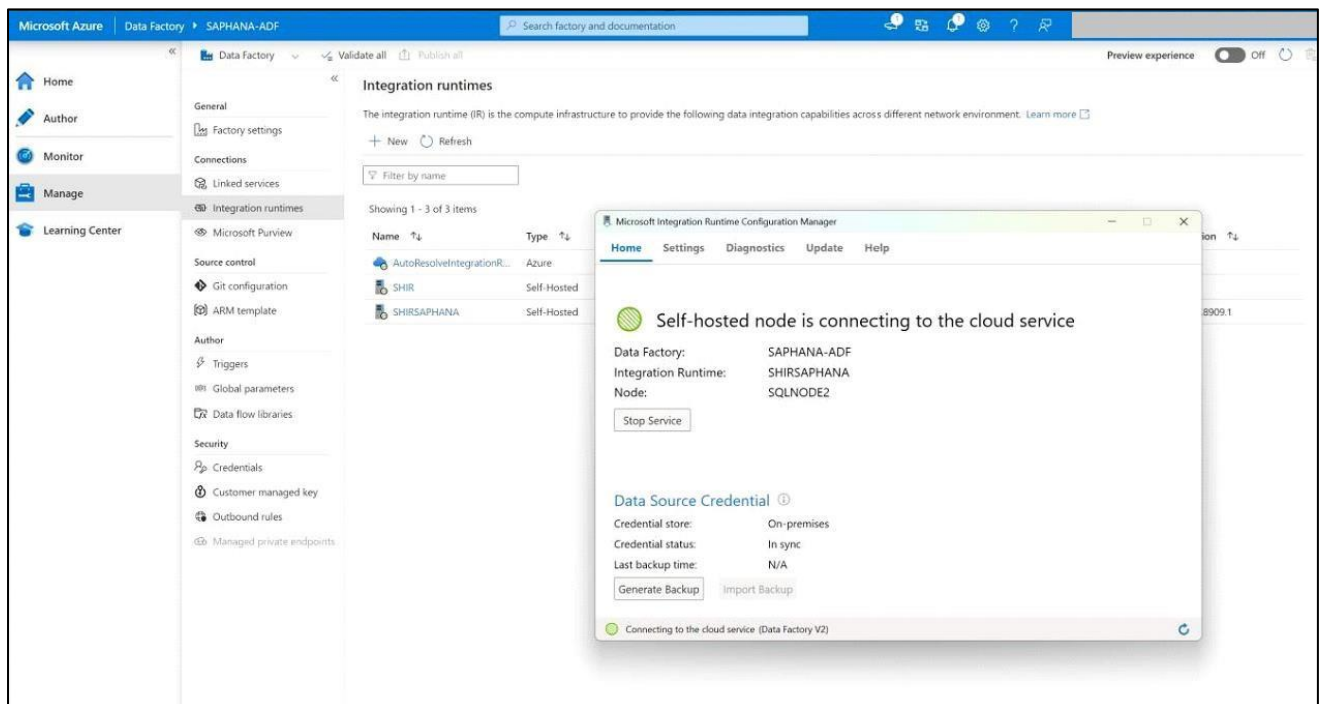 Microsoft Azure | Data Factory ▸ SAPHANA-ADF
Search factory and documentation
Data Factory
Validate all
Publish all
Preview experience
Off
Home
Author
Monitor
Manage
Learning Center
General
Factory settings
Connections
Linked services
Integration runtimes
Microsoft Purview
Source control
Git configuration
ARM template
Author
Triggers
Global parameters
Data flow libraries
Security
Credentials
Customer managed key
Outbound rules
Managed private endpoints
Integration runtimes
The integration runtime (IR) is the compute infrastructure to provide the following data integration capabilities across different network environment. Learn more
New Refresh
Filter by name
Showing 1 - 3 of 3 items
Name Type
AutoResolveIntegrationR... Azure
SHIR Self-Hosted
SHIRSAPHANA Self-Hosted
ion
8909.1
Microsoft Integration Runtime Configuration Manager
Home Settings Diagnostics Update Help
Self-hosted node is connecting to the cloud service
Data Factory: SAPHANA-ADF
Integration Runtime: SHIRSAPHANA
Node: SQLNODE2
Stop Service
Data Source Credential
Credential store: On-premises
Credential status: In sync
Last backup time: N/A
Generate Backup Import Backup
Connecting to the cloud service (Data Factory V2)